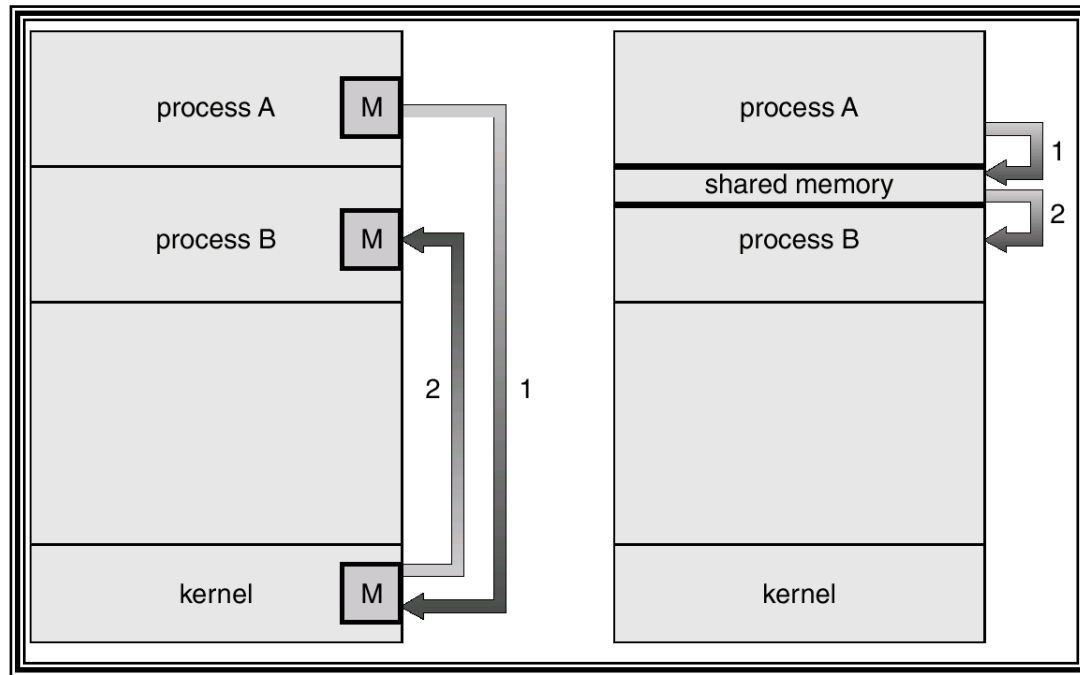 process A
M
process B
M
2
1
kernel
M
process A
1
shared memory
2
process B
kernel